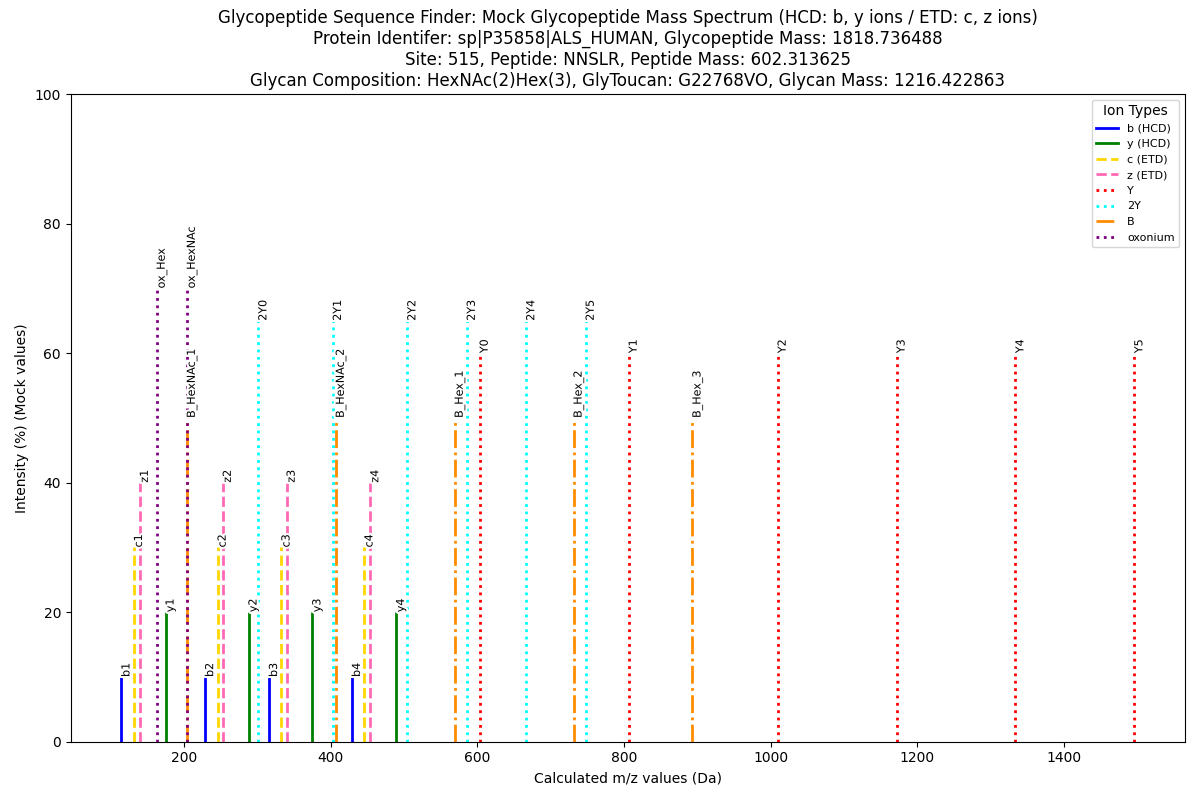 Glycopeptide Sequence Finder: Mock Glycopeptide Mass Spectrum (HCD: b, y ions / ETD: c, z ions)
Protein Identifer: sp|P35858|ALS_HUMAN, Glycopeptide Mass: 1818.736488
Site: 515, Peptide: NNSLR, Peptide Mass: 602.313625
Glycan Composition: HexNAc(2)Hex(3), GlyToucan: G22768VO, Glycan Mass: 1216.422863
Ion Types
b (HCD)
y (HCD)
c (ETD)
z (ETD)
Y
2Y
B
oxonium
Intensity (%) (Mock values)
100
80
60
40
20
0
ox_Hex
ox_HexNAc
2Y0
2Y1
2Y2
2Y3
2Y4
2Y5
Y0
Y1
Y2
Y3
Y4
Y5
B_HexNAc_1
B_HexNAc_2
B_Hex_1
B_Hex_2
B_Hex_3
z1
z2
z3
z4
c1
c2
c3
c4
y1
y2
y3
y4
b1
b2
b3
b4
200
400
600
800
1000
1200
1400
Calculated m/z values (Da)